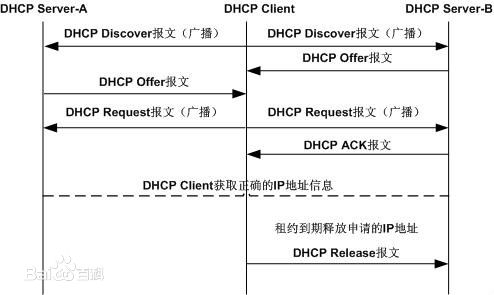 DHCP Server-A DHCP Client DHCP Server-B
DHCP Discover报文（广播） DHCP Discover报文（广播）
DHCP Offer报文
DHCP Offer报文
DHCP Request报文（广播） DHCP Request报文（广播）
DHCP ACK报文
DHCP Client获取正确的IP地址信息
租约到期释放申请的IP地址
DHCP Release报文
Bai百科